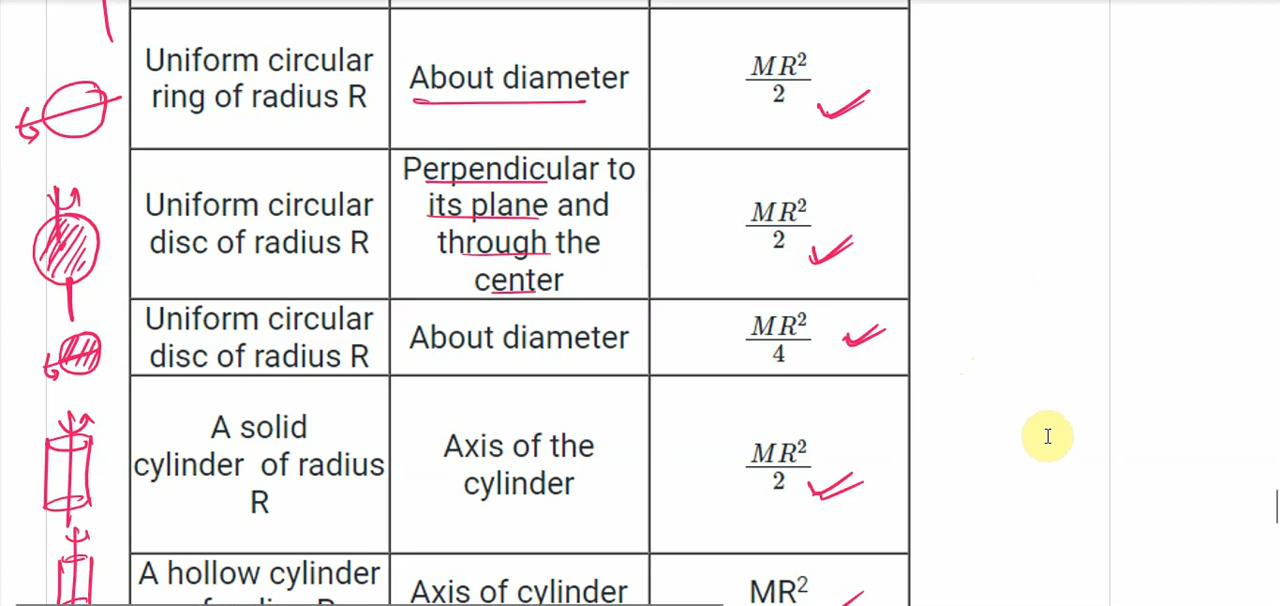 Uniform circular
ring of radius R
About diameter
MR²
2
Uniform circular
disc of radius R
Perpendicular to
its plane and
through the
center
MR²
2
Uniform circular
disc of radius R
About diameter
MR²
4
A solid
cylinder of radius
R
Axis of the
cylinder
MR²
2
A hollow cylinder
Axis of cylinder
MR²